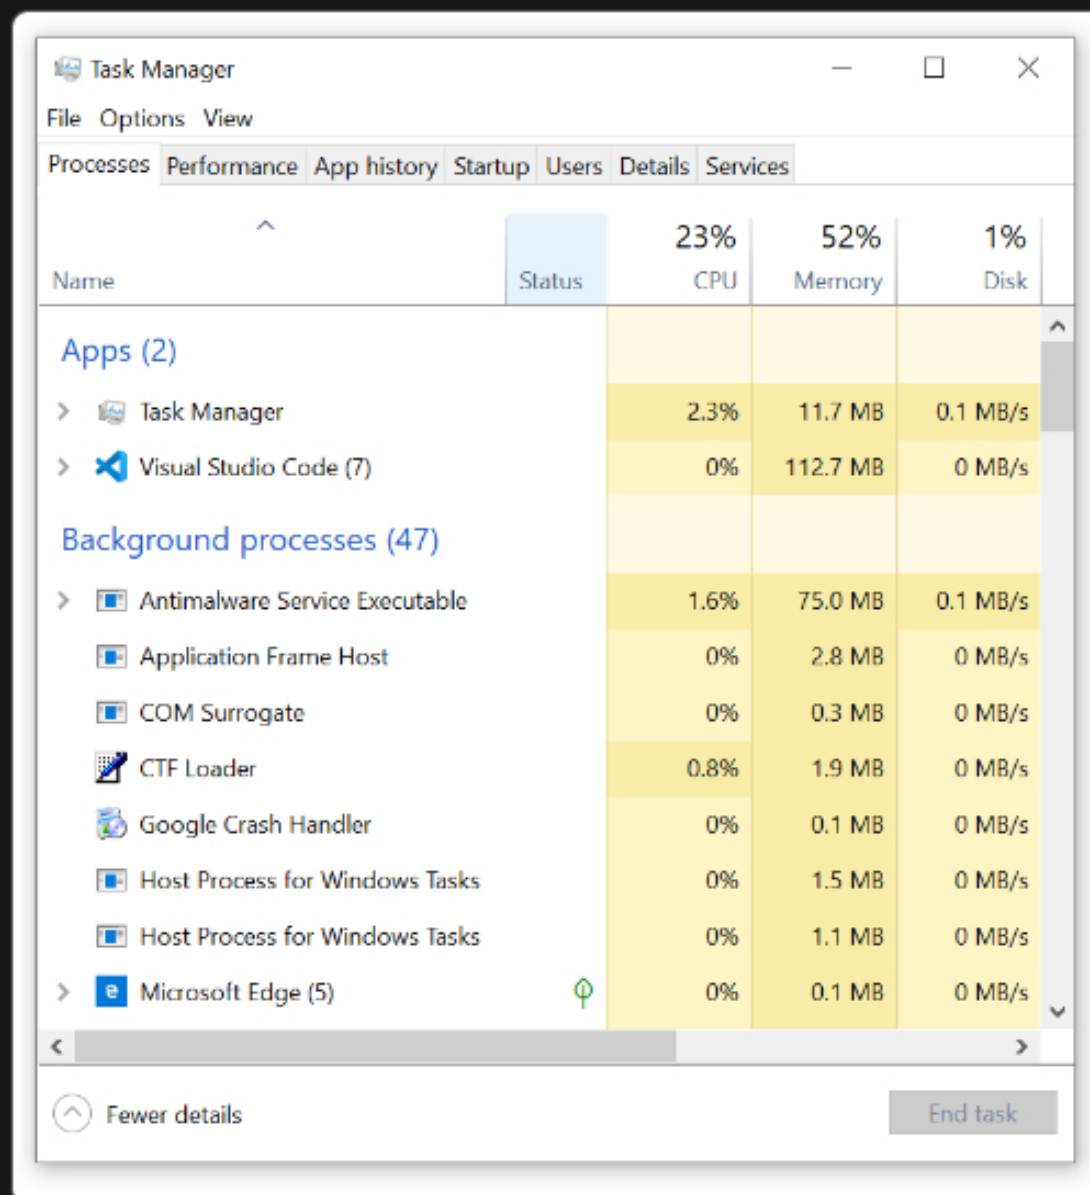 Task Manager
File Options View
Processes Performance App history Startup Users Details Services
23% 52% 1%
Name Status CPU Memory Disk
Apps (2)
Task Manager 2.3% 11.7 MB 0.1 MB/s
Visual Studio Code (7) 0% 112.7 MB 0 MB/s
Background processes (47)
Antimalware Service Executable 1.6% 75.0 MB 0.1 MB/s
Application Frame Host 0% 2.8 MB 0 MB/s
COM Surrogate 0% 0.3 MB 0 MB/s
CTF Loader 0.8% 1.9 MB 0 MB/s
Google Crash Handler 0% 0.1 MB 0 MB/s
Host Process for Windows Tasks 0% 1.5 MB 0 MB/s
Host Process for Windows Tasks 0% 1.1 MB 0 MB/s
Microsoft Edge (5) 0% 0.1 MB 0 MB/s
Fewer details End task